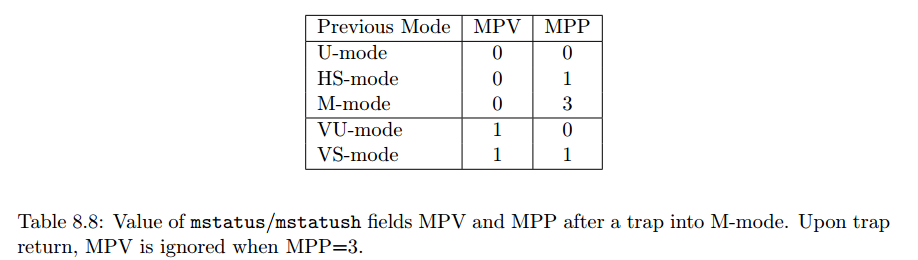 Previous Mode MPV MPP
U-mode 0 0
HS-mode 0 1
M-mode 0 3
VU-mode 1 0
VS-mode 1 1
Table 8.8: Value of mstatus/mstatush fields MPV and MPP after a trap into M-mode. Upon trap
return, MPV is ignored when MPP=3.